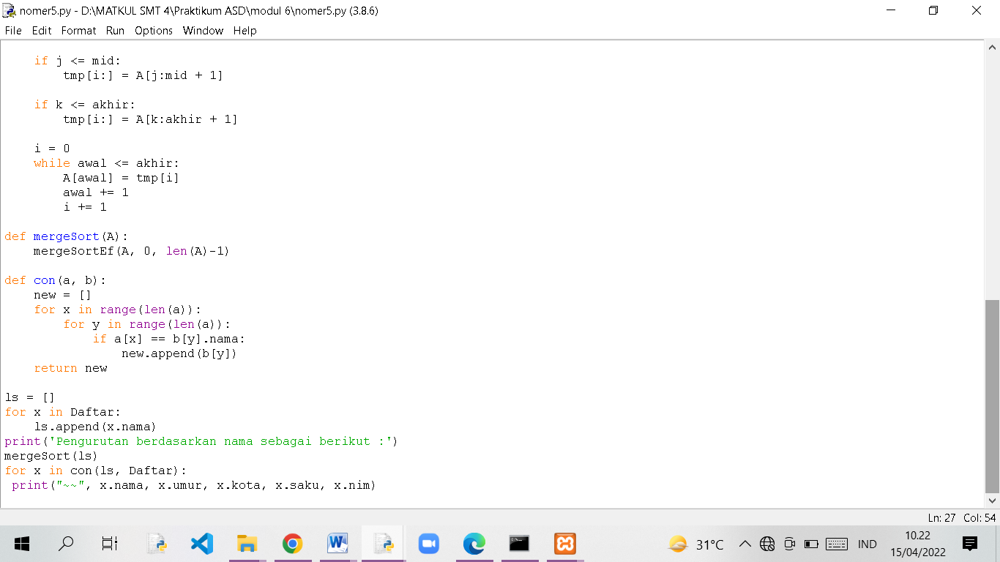 nomer5.py - D:\MATKUL SMT 4\Praktikum ASD\modul 6\nomer5.py (3.8.6)
File Edit Format Run Options Window Help
    if j <= mid:
        tmp[i:] = A[j:mid + 1]

    if k <= akhir:
        tmp[i:] = A[k:akhir + 1]

    i = 0
    while awal <= akhir:
        A[awal] = tmp[i]
        awal += 1
        i += 1

def mergeSort(A):
    mergeSortEf(A, 0, len(A)-1)

def con(a, b):
    new = []
    for x in range(len(a)):
        for y in range(len(a)):
            if a[x] == b[y].nama:
                new.append(b[y])
    return new

ls = []
for x in Daftar:
    ls.append(x.nama)
print('Pengurutan berdasarkan nama sebagai berikut :')
mergeSort(ls)
for x in con(ls, Daftar):
 print("~~", x.nama, x.umur, x.kota, x.saku, x.nim)
Ln: 27 Col: 54
31°C
IND
10.22
15/04/2022